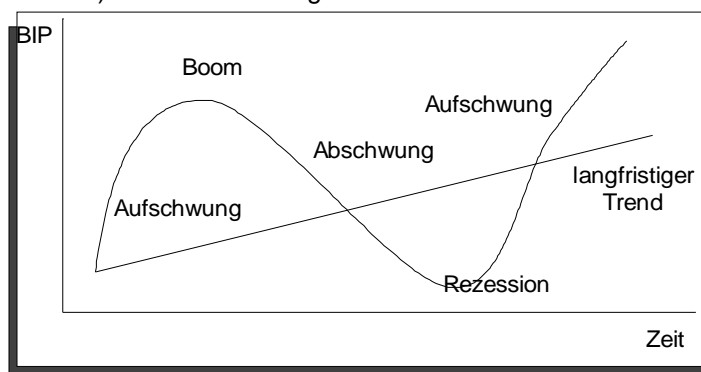 BIP
Boom
Aufschwung
Abschwung
Aufschwung
langfristiger
Trend
Rezession
Zeit